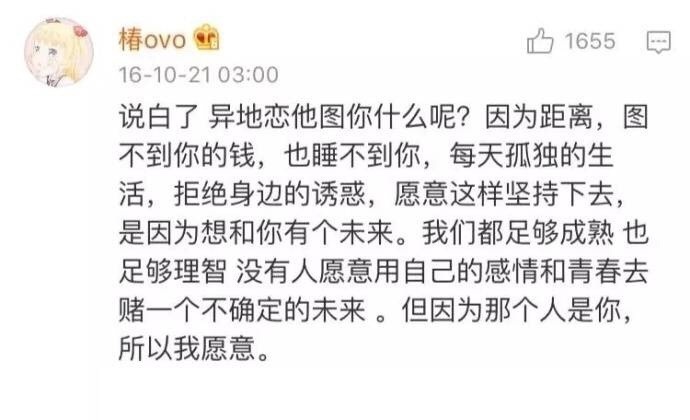 椿ovo
1655
16-10-21 03:00
说白了 异地恋他图你什么呢？因为距离，图
不到你的钱，也睡不到你，每天孤独的生
活，拒绝身边的诱惑，愿意这样坚持下去，
是因为想和你有个未来。我们都足够成熟 也
足够理智 没有人愿意用自己的感情和青春去
赌一个不确定的未来 。但因为那个人是你，
所以我愿意。